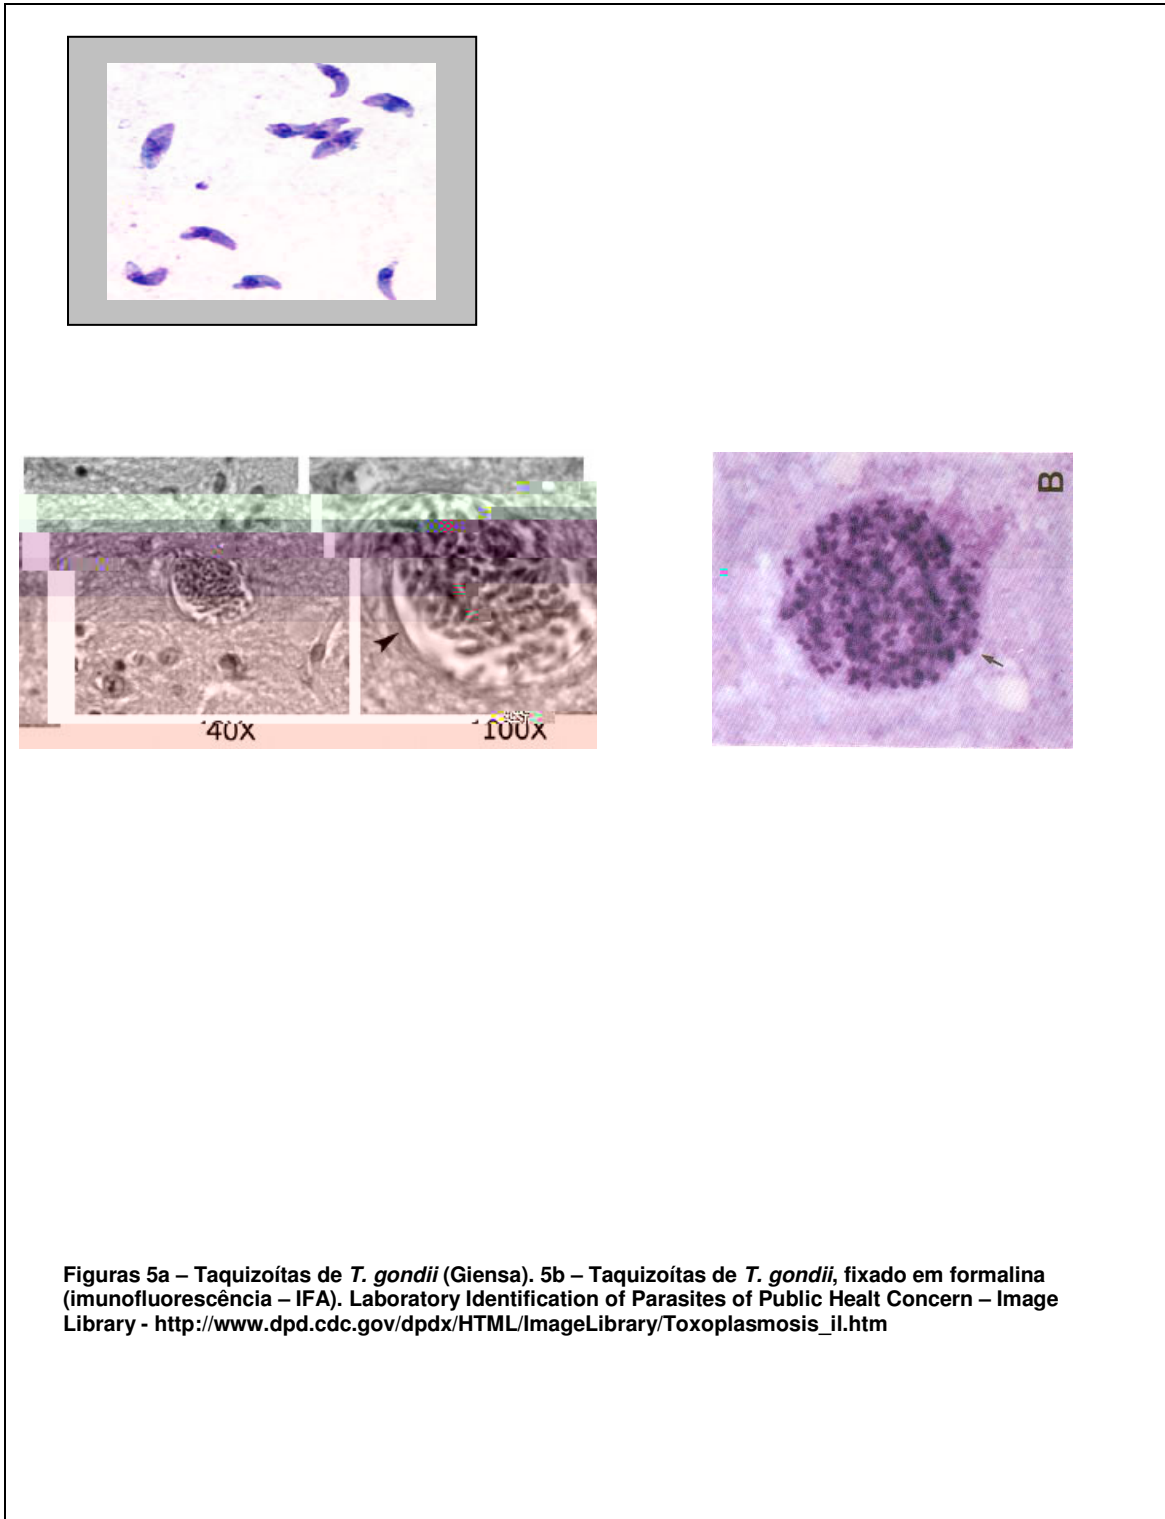 B
40X
100X
Figuras 5a – Taquizoítas de T. gondii (Giensa). 5b – Taquizoítas de T. gondii, fixado em formalina
(imunofluorescência – IFA). Laboratory Identification of Parasites of Public Healt Concern – Image
Library - http://www.dpd.cdc.gov/dpdx/HTML/ImageLibrary/Toxoplasmosis_il.htm